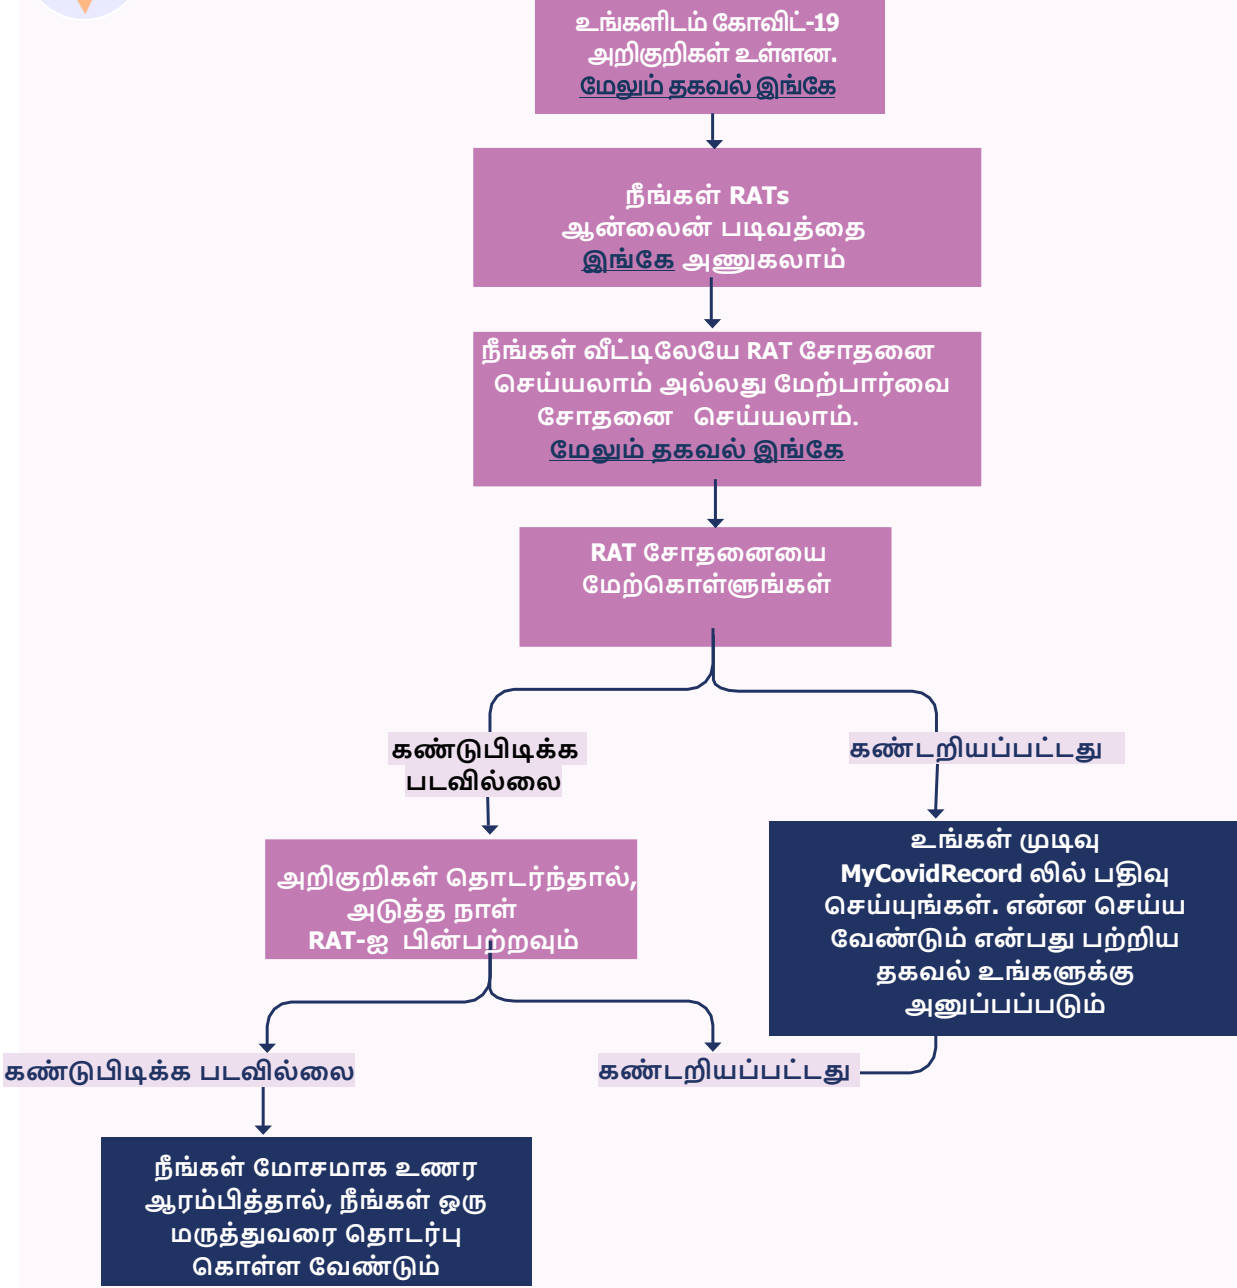 உங்களிடம் கோவிட்-19
அறிகுறிகள் உள்ளன.
மேலும் தகவல் இங்கே
நீங்கள் RATs
ஆன்லைன் படிவத்தை
இங்கே அணுகலாம்
நீங்கள் வீட்டிலேயே RAT சோதனை
செய்யலாம் அல்லது மேற்பார்வை
சோதனை செய்யலாம்.
மேலும் தகவல் இங்கே
RAT சோதனையை
மேற்கொள்ளுங்கள்
கண்டுபிடிக்க
படவில்லை
கண்டறியப்பட்டது
அறிகுறிகள் தொடர்ந்தால்,
அடுத்த நாள்
RAT-ஐ பின்பற்றவும்
உங்கள் முடிவு
MyCovidRecord லில் பதிவு
செய்யுங்கள். என்ன செய்ய
வேண்டும் என்பது பற்றிய
தகவல் உங்களுக்கு
அனுப்பப்படும்
கண்டுபிடிக்க படவில்லை
கண்டறியப்பட்டது
நீங்கள் மோசமாக உணர
ஆரம்பித்தால், நீங்கள் ஒரு
மருத்துவரை தொடர்பு
கொள்ள வேண்டும்